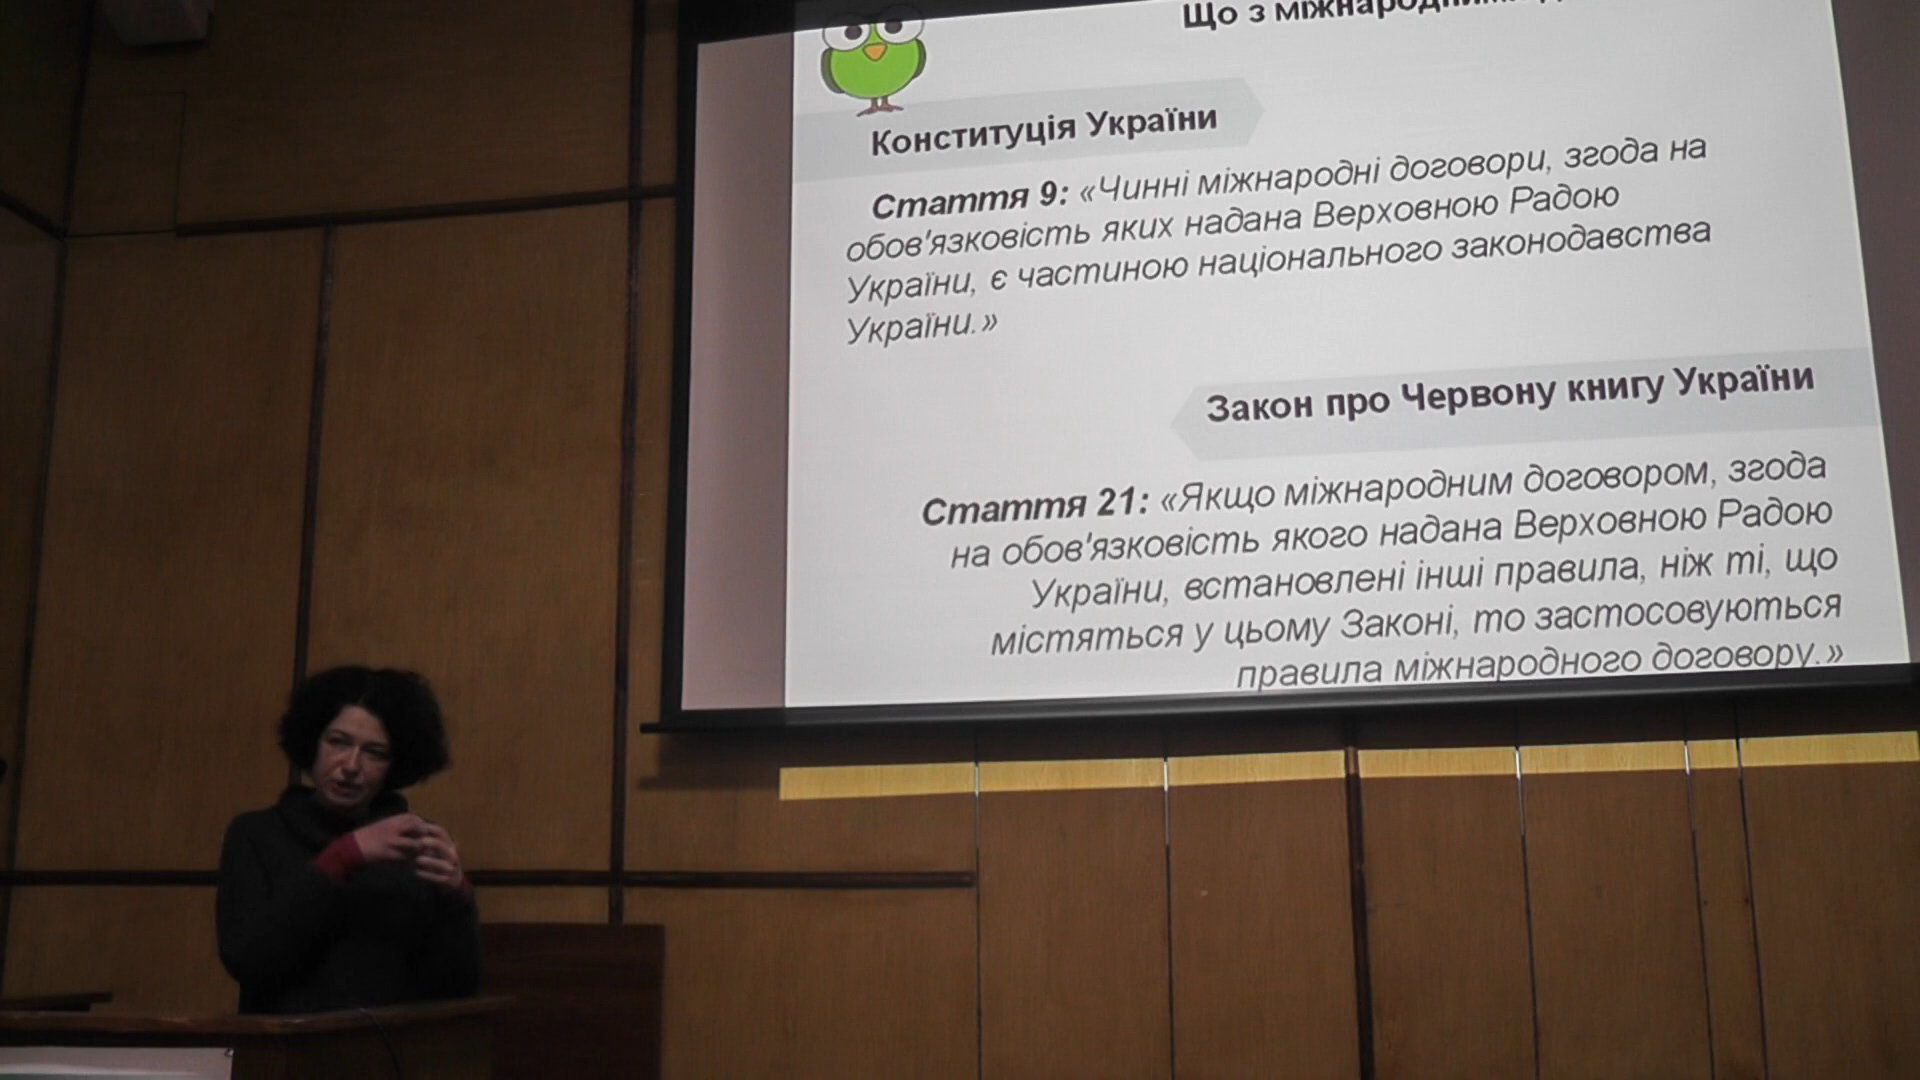 Що з
Конституція України
Стаття 9: «Чинні міжнародні договори, згода на
обов'язковість яких надана Верховною Радою
України, є частиною національного законодавства
України.»
Закон про Червону книгу України
Стаття 21: «Якщо міжнародним договором, згода
на обов'язковість якого надана Верховною Радою
України, встановлені інші правила, ніж ті, що
містяться у цьому Законі, то застосовуються
правила міжнародного договору.»